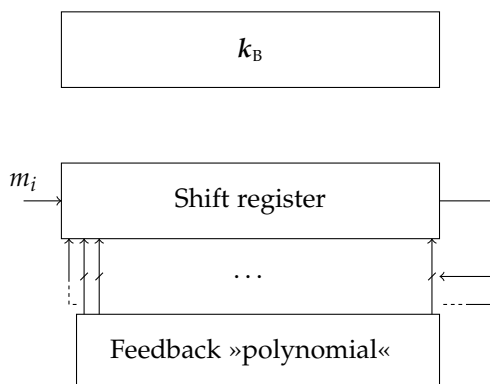 k_B
m_i
Shift register
...
Feedback »polynomial«